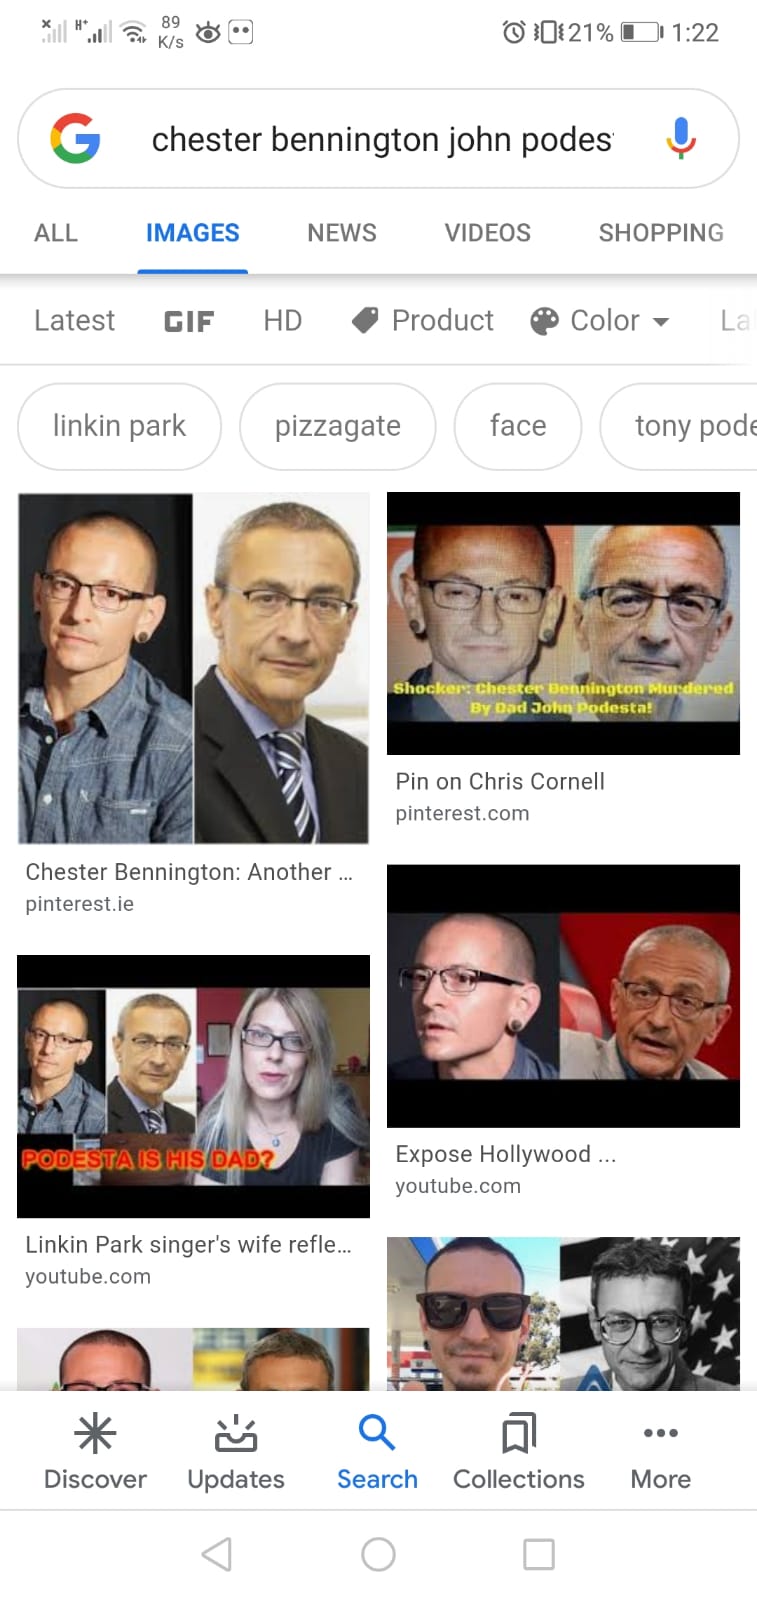 89
K/s
21%
1:22
chester bennington john podes
ALL IMAGES NEWS VIDEOS SHOPPING
Latest GIF HD Product Color La
linkin park pizzagate face tony pode
Shocker: Chester Bennington Murdered
By Dad John Podesta!
Pin on Chris Cornell
pinterest.com
Chester Bennington: Another ...
pinterest.ie
PODESTA IS HIS DAD?
Expose Hollywood ...
youtube.com
Linkin Park singer's wife refle...
youtube.com
Discover Updates Search Collections More